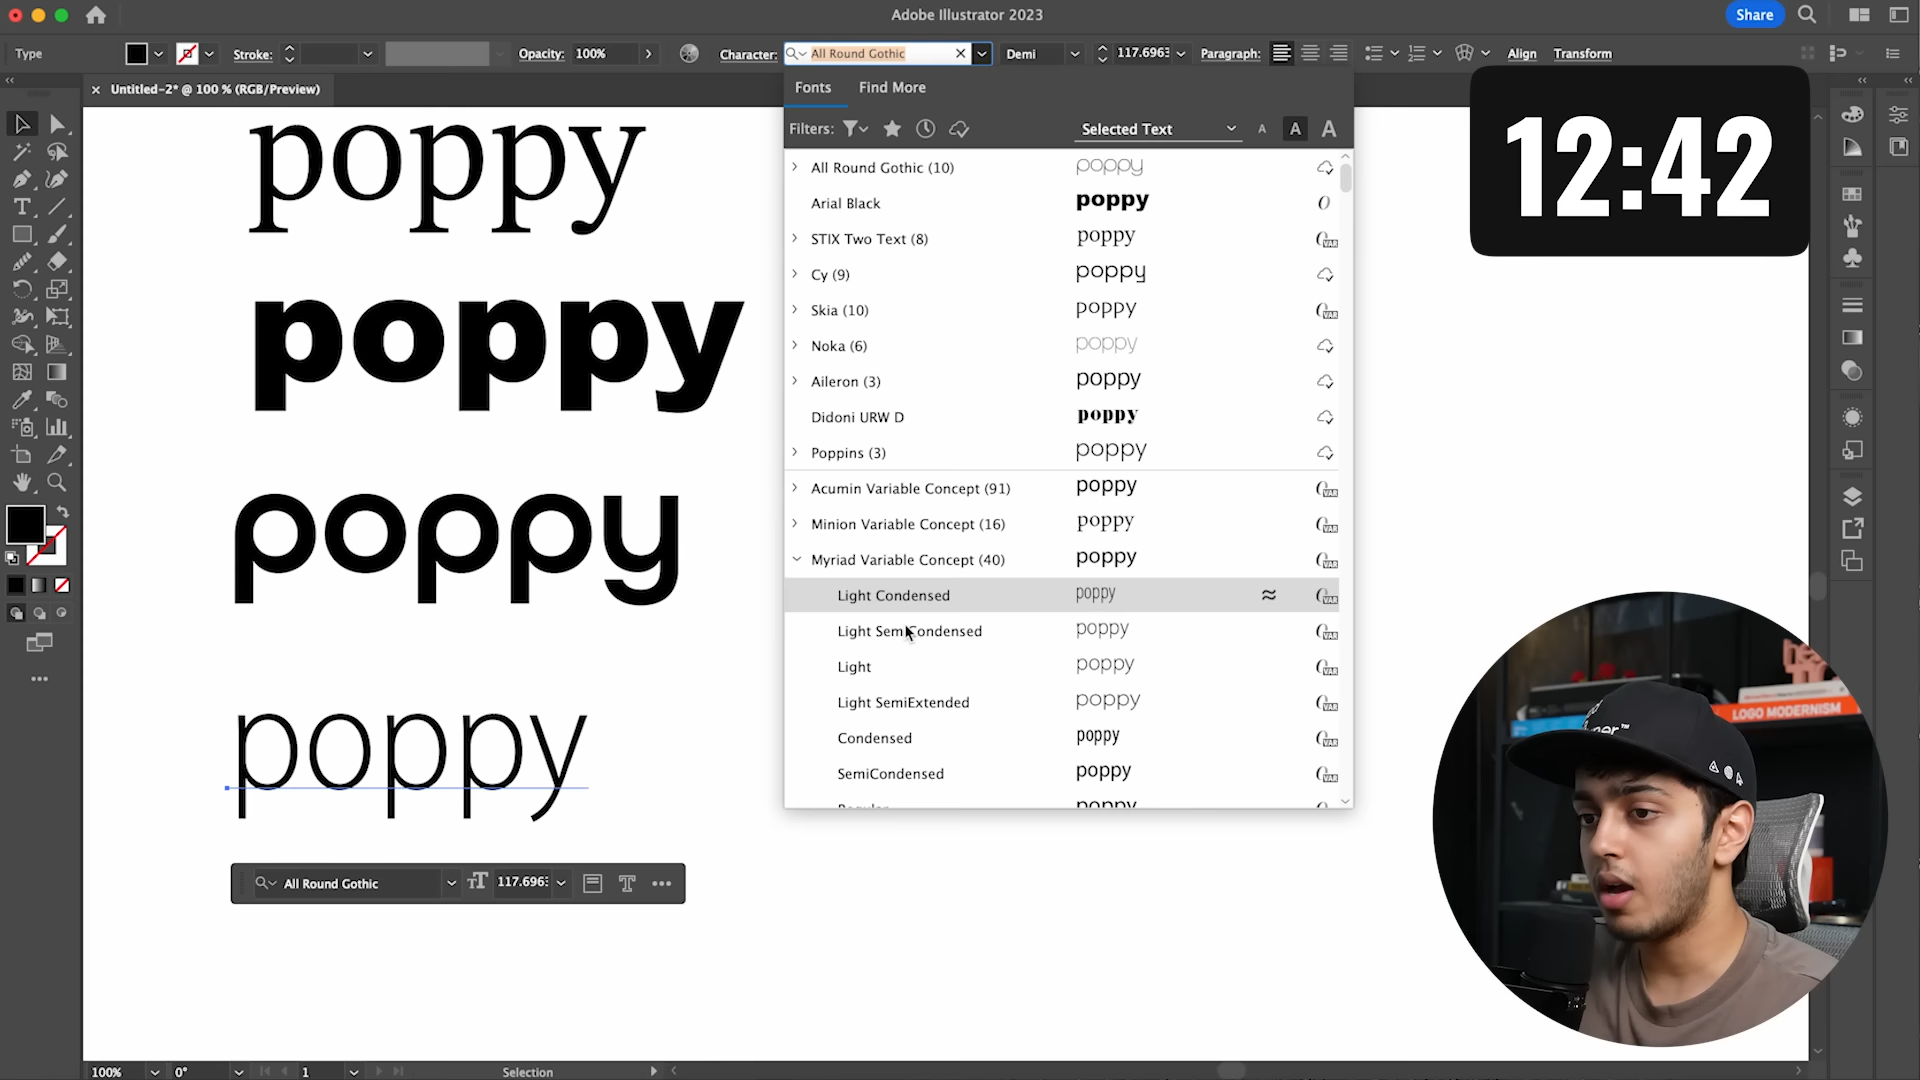 Adobe Illustrator 2023
Share
Type
Stroke:
Opacity:
100%
Character:
All Round Gothic
Demi
117.696
Paragraph:
Align
Transform
Untitled-2* @ 100 % (RGB/Preview)
Fonts
Find More
Filters:
Selected Text
A
A
A
All Round Gothic (10)
poppy
Arial Black
poppy
STIX Two Text (8)
poppy
Cy (9)
poppy
Skia (10)
poppy
Noka (6)
poppy
Aileron (3)
poppy
Didoni URW D
poppy
Poppins (3)
poppy
Acumin Variable Concept (91)
poppy
Minion Variable Concept (16)
poppy
Myriad Variable Concept (40)
poppy
Light Condensed
poppy
Light SemiCondensed
poppy
Light
poppy
Light SemiExtended
poppy
Condensed
poppy
SemiCondensed
poppy
poppy
poppy
poppy
poppy
All Round Gothic
117.696
12:42
LOGO MODERNISM
100%
0°
1
Selection